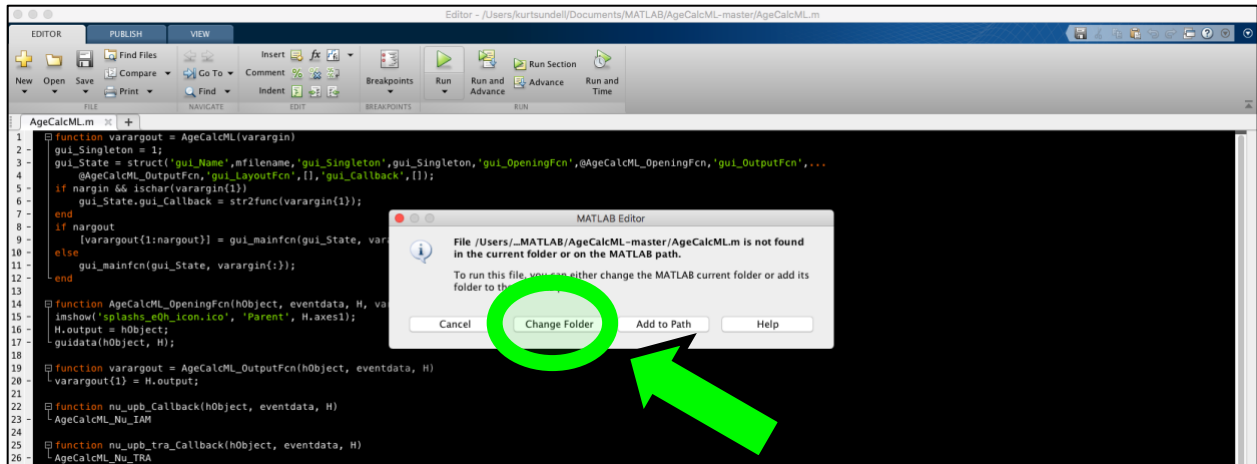 Editor - /Users/kurtsundell/Documents/MATLAB/AgeCalcML-master/AgeCalcML.m
EDITOR PUBLISH VIEW
New Open Save Find Files Compare Print
Go To Find
Insert fx Comment Indent
Breakpoints
Run Run and Advance Run Section Advance Run and Time
FILE NAVIGATE EDIT BREAKPOINTS RUN
AgeCalcML.m × +
1 function varargout = AgeCalcML(varargin)
2 - gui_Singleton = 1;
3 - gui_State = struct('gui_Name',mfilename,'gui_Singleton',gui_Singleton,'gui_OpeningFcn',@AgeCalcML_OpeningFcn,'gui_OutputFcn',...
4 @AgeCalcML_OutputFcn,'gui_LayoutFcn',[],'gui_Callback',[]);
5 - if nargin && ischar(varargin{1})
6 - gui_State.gui_Callback = str2func(varargin{1});
7 - end
8 - if nargout
9 - [varargout{1:nargout}] = gui_mainfcn(gui_State, var
10 - else
11 - gui_mainfcn(gui_State, varargin{:});
12 - end
13
14 function AgeCalcML_OpeningFcn(hObject, eventdata, H, va
15 - imshow('splashs_eQh_icon.ico', 'Parent', H.axes1);
16 - H.output = hObject;
17 - guidata(hObject, H);
18
19 function varargout = AgeCalcML_OutputFcn(hObject, eventdata, H)
20 - varargout{1} = H.output;
21
22 function nu_upb_Callback(hObject, eventdata, H)
23 - AgeCalcML_Nu_IAM
24
25 function nu_upb_tra_Callback(hObject, eventdata, H)
26 - AgeCalcML_Nu_TRA
MATLAB Editor
File /Users/...MATLAB/AgeCalcML-master/AgeCalcML.m is not found
in the current folder or on the MATLAB path.
To run this file, you can either change the MATLAB current folder or add its
folder to the
Cancel Change Folder Add to Path Help